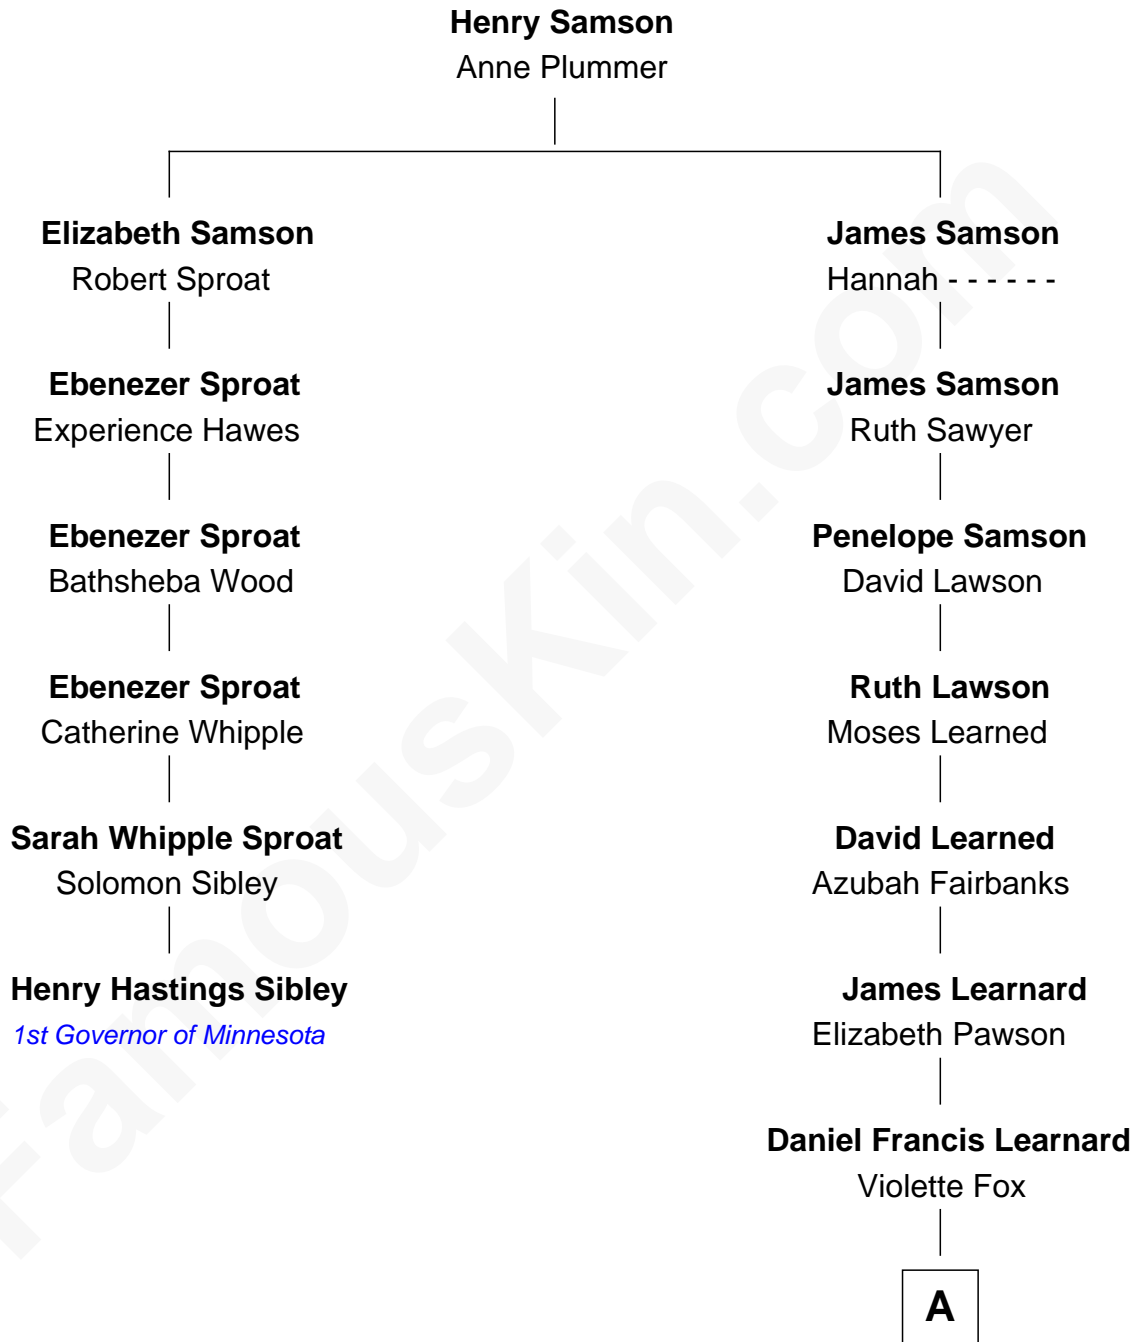 Henry Samson
Anne Plummer
Elizabeth Samson
Robert Sproat
James Samson
Hannah - - - - - -
Ebenezer Sproat
Experience Hawes
James Samson
Ruth Sawyer
Ebenezer Sproat
Bathsheba Wood
Penelope Samson
David Lawson
Ebenezer Sproat
Catherine Whipple
Ruth Lawson
Moses Learned
Sarah Whipple Sproat
Solomon Sibley
David Learned
Azubah Fairbanks
Henry Hastings Sibley
1st Governor of Minnesota
James Learnard
Elizabeth Pawson
Daniel Francis Learnard
Violette Fox
A
FamousKin.com